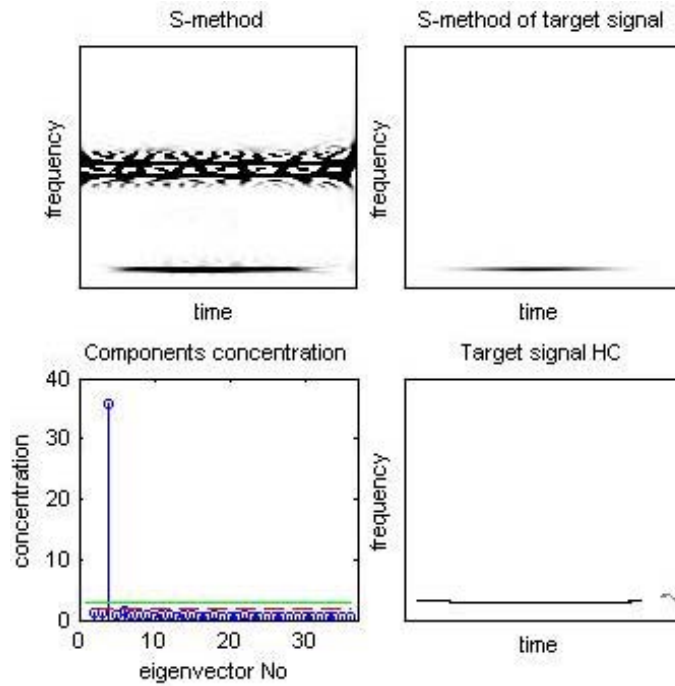 S-method
frequency
time
S-method of target signal
frequency
time
Components concentration
concentration
40
30
20
10
0
0
10
20
30
eigenvector No
Target signal HC
frequency
time